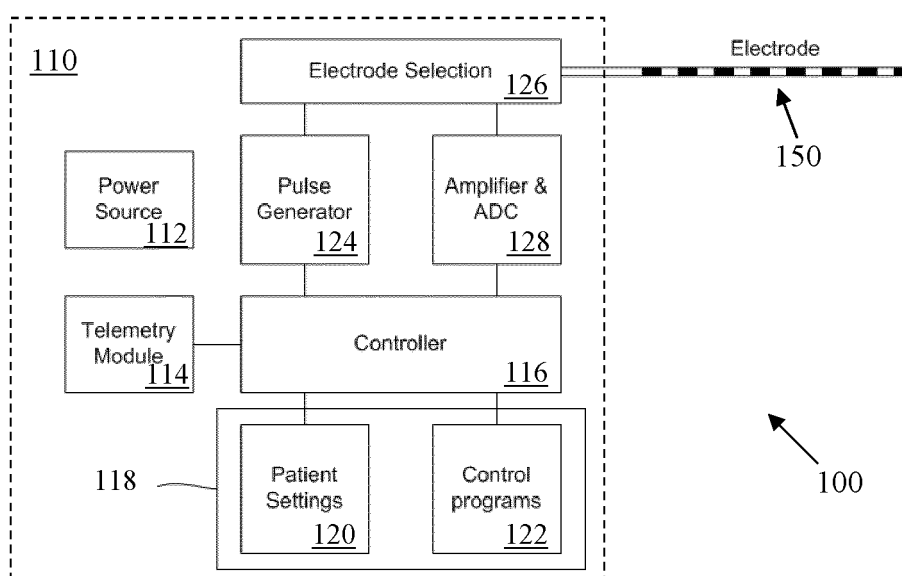 110
Electrode Selection
126
Electrode
150
Power
Source
112
Pulse
Generator
124
Amplifier &
ADC
128
Telemetry
Module
114
Controller
116
118
Patient
Settings
120
Control
programs
122
100